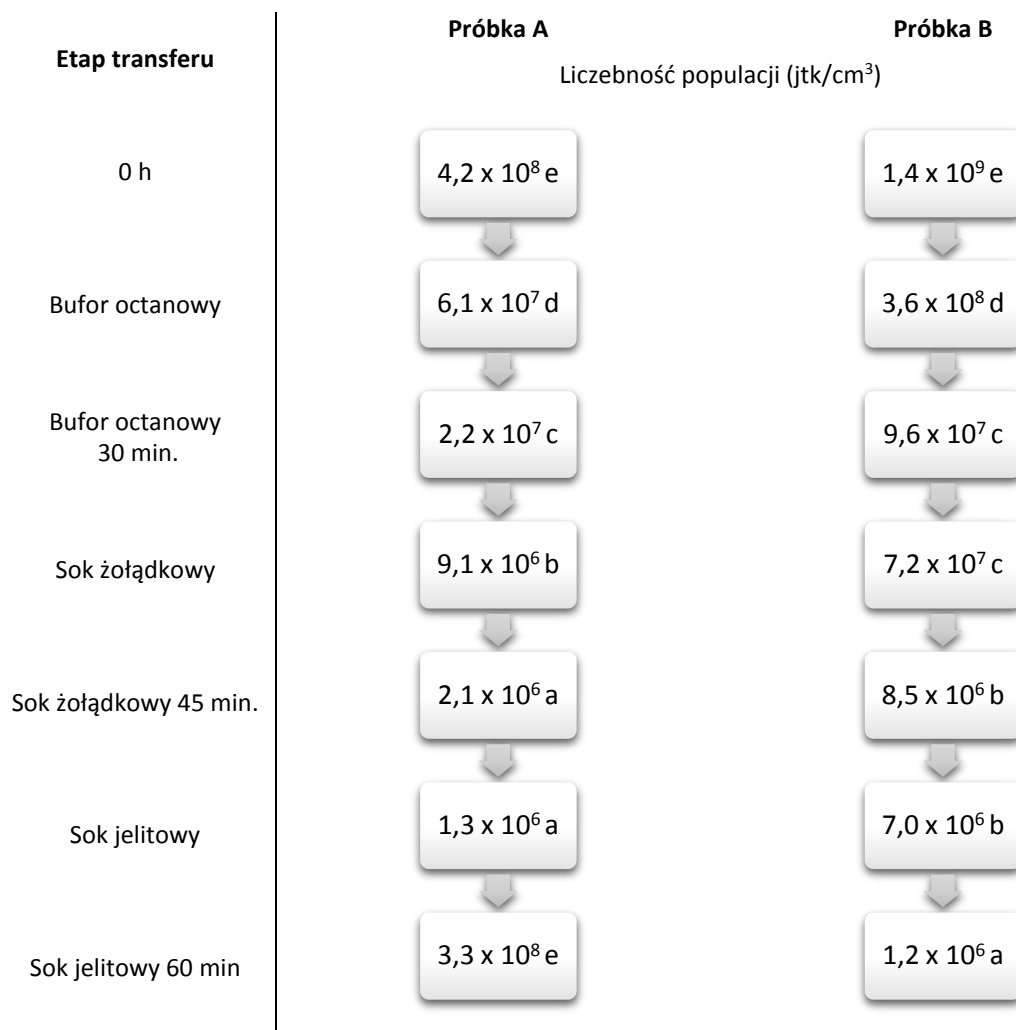 Próbka A Próbka B
Etap transferu
Liczebność populacji (jtk/cm³)
0 h 4,2 x 10⁸ e 1,4 x 10⁹ e
Bufor octanowy 6,1 x 10⁷ d 3,6 x 10⁸ d
Bufor octanowy
30 min. 2,2 x 10⁷ c 9,6 x 10⁷ c
Sok żołądkowy 9,1 x 10⁶ b 7,2 x 10⁷ c
Sok żołądkowy 45 min. 2,1 x 10⁶ a 8,5 x 10⁶ b
Sok jelitowy 1,3 x 10⁶ a 7,0 x 10⁶ b
Sok jelitowy 60 min 3,3 x 10⁸ e 1,2 x 10⁶ a